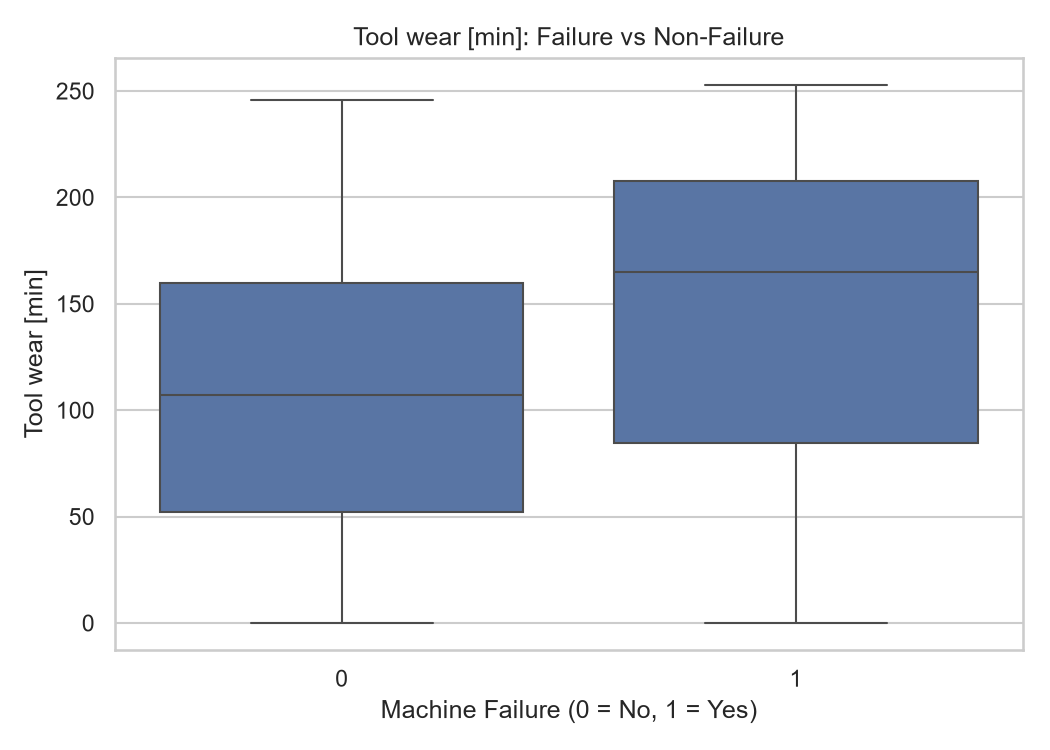 Tool wear [min]: Failure vs Non-Failure
Tool wear [min]
250
200
150
100
50
0
0
1
Machine Failure (0 = No, 1 = Yes)